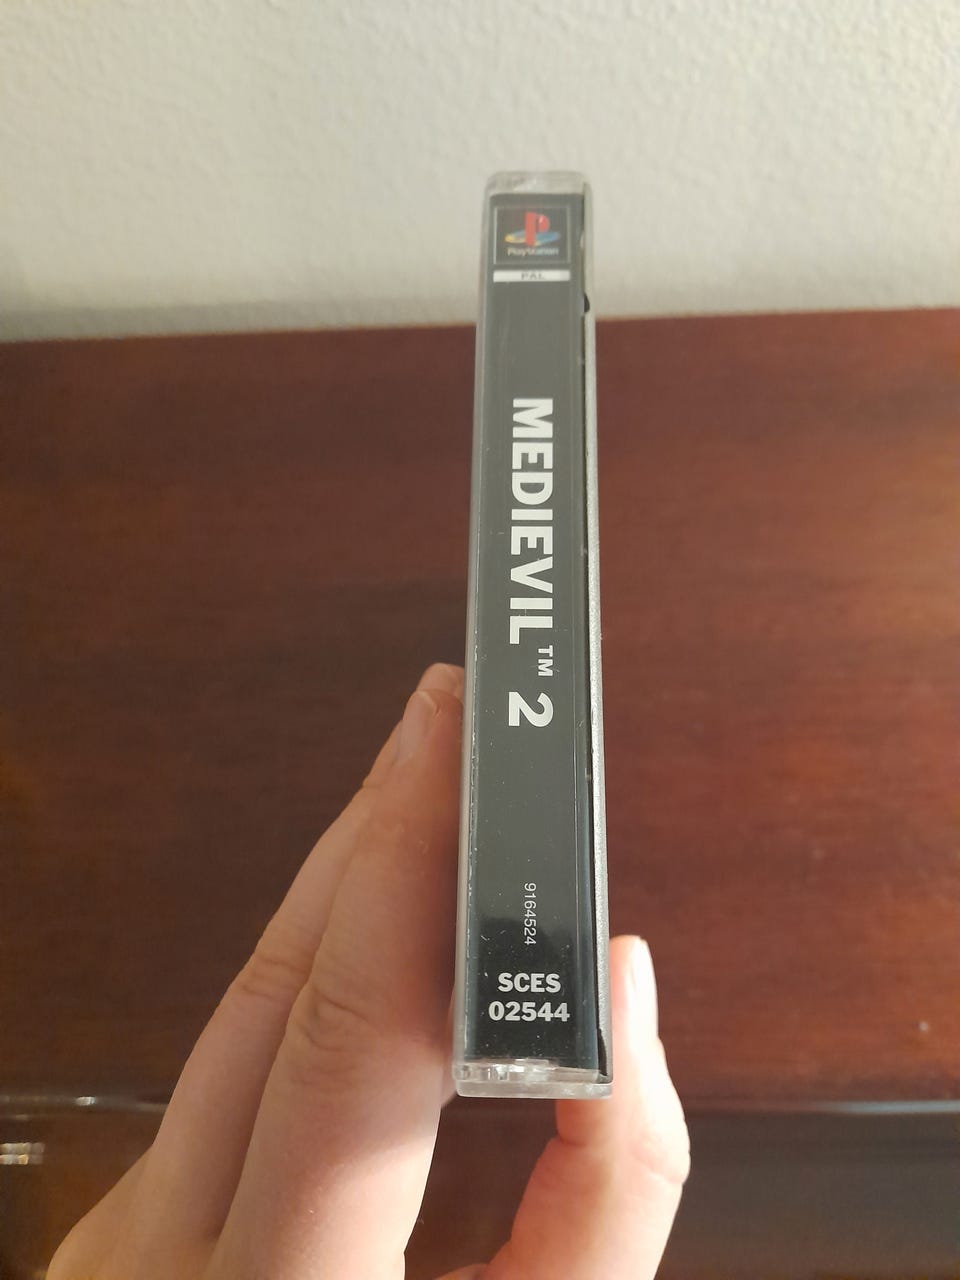 PlayStation
PAL
MEDIEVIL™ 2
9164524
SCES
02544